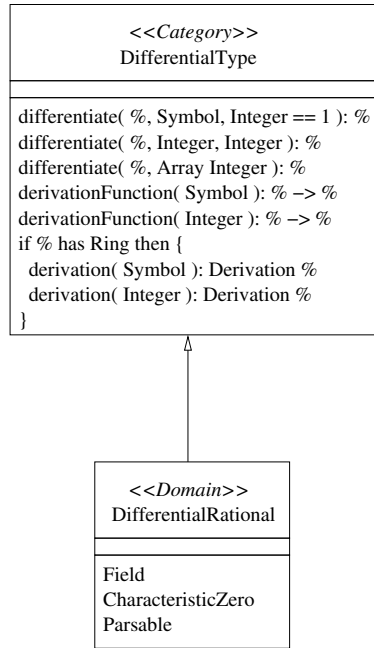 <<Category>>
DifferentialType
differentiate( %, Symbol, Integer == 1 ): %
differentiate( %, Integer, Integer ): %
differentiate( %, Array Integer ): %
derivationFunction( Symbol ): % −> %
derivationFunction( Integer ): % −> %
if % has Ring then {
derivation( Symbol ): Derivation %
derivation( Integer ): Derivation %
}
<<Domain>>
DifferentialRational
Field
CharacteristicZero
Parsable